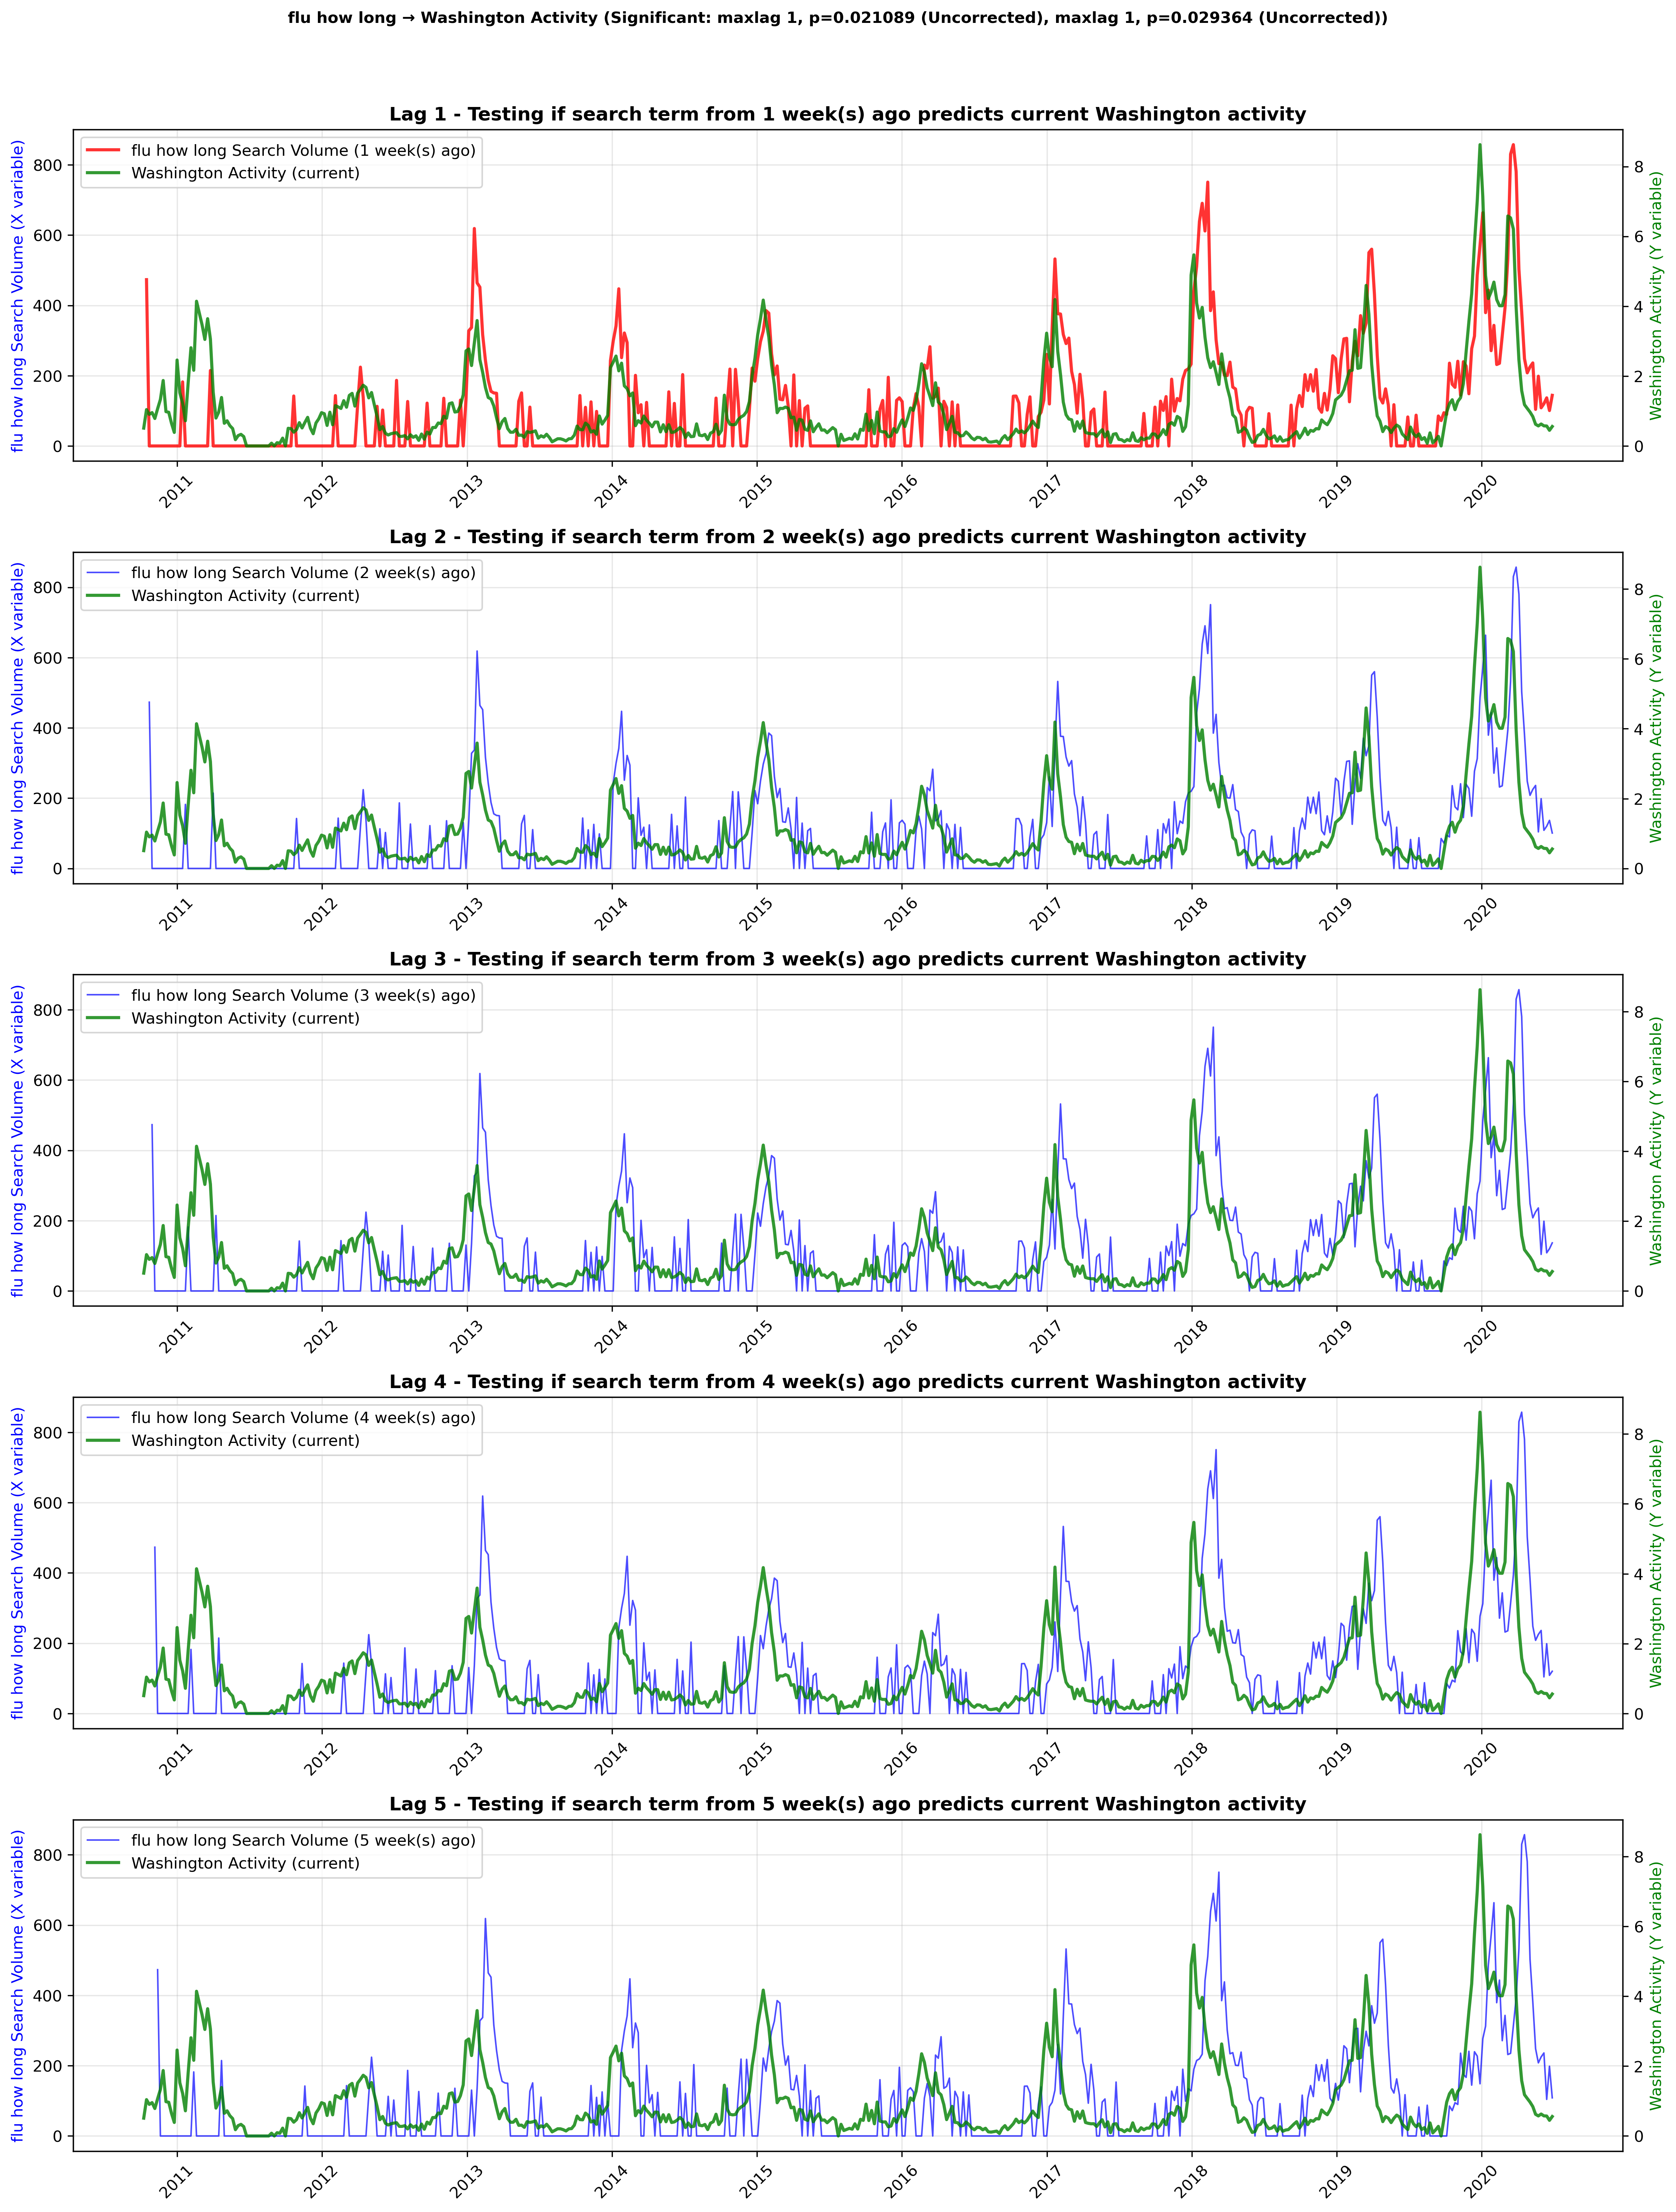 flu how long → Washington Activity (Significant: maxlag 1, p=0.021089 (Uncorrected), maxlag 1, p=0.029364 (Uncorrected))
Lag 1 - Testing if search term from 1 week(s) ago predicts current Washington activity
flu how long Search Volume (1 week(s) ago)
Washington Activity (current)
flu how long Search Volume (X variable)
Washington Activity (Y variable)
800
600
400
200
0
8
6
4
2
0
2011 2012 2013 2014 2015 2016 2017 2018 2019 2020
Lag 2 - Testing if search term from 2 week(s) ago predicts current Washington activity
flu how long Search Volume (2 week(s) ago)
Washington Activity (current)
flu how long Search Volume (X variable)
Washington Activity (Y variable)
800
600
400
200
0
8
6
4
2
0
2011 2012 2013 2014 2015 2016 2017 2018 2019 2020
Lag 3 - Testing if search term from 3 week(s) ago predicts current Washington activity
flu how long Search Volume (3 week(s) ago)
Washington Activity (current)
flu how long Search Volume (X variable)
Washington Activity (Y variable)
800
600
400
200
0
8
6
4
2
0
2011 2012 2013 2014 2015 2016 2017 2018 2019 2020
Lag 4 - Testing if search term from 4 week(s) ago predicts current Washington activity
flu how long Search Volume (4 week(s) ago)
Washington Activity (current)
flu how long Search Volume (X variable)
Washington Activity (Y variable)
800
600
400
200
0
8
6
4
2
0
2011 2012 2013 2014 2015 2016 2017 2018 2019 2020
Lag 5 - Testing if search term from 5 week(s) ago predicts current Washington activity
flu how long Search Volume (5 week(s) ago)
Washington Activity (current)
flu how long Search Volume (X variable)
Washington Activity (Y variable)
800
600
400
200
0
8
6
4
2
0
2011 2012 2013 2014 2015 2016 2017 2018 2019 2020